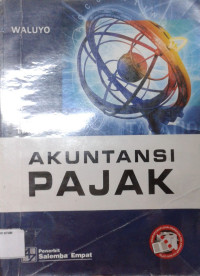 WALUYO
AKUNTANSI
PAJAK
Penerbit
Salemba Empat